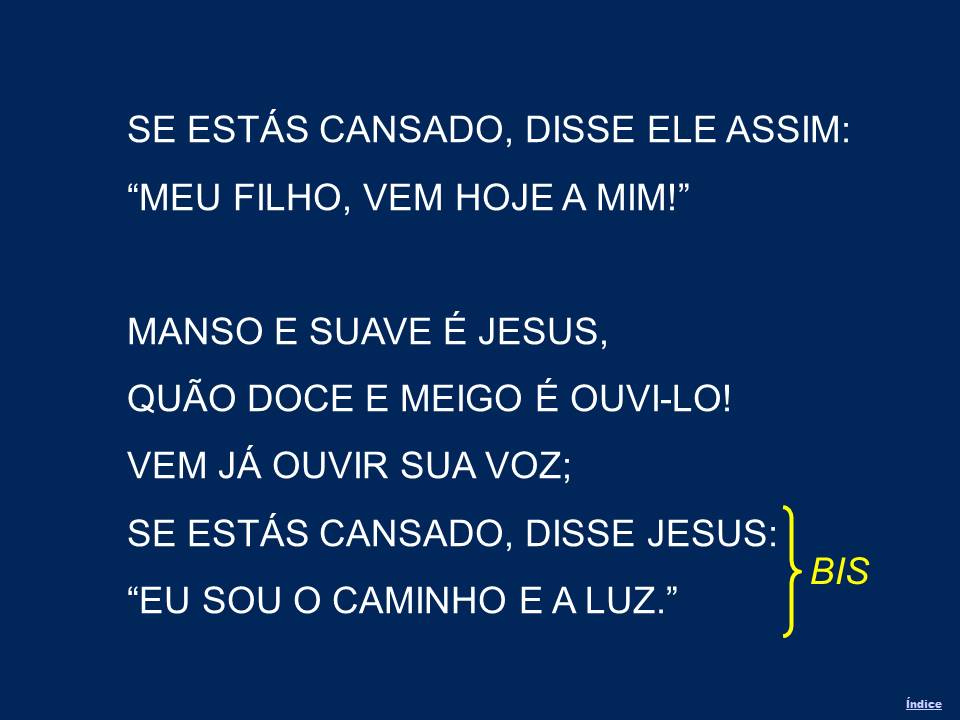 SE ESTÁS CANSADO, DISSE ELE ASSIM:
“MEU FILHO, VEM HOJE A MIM!”
MANSO E SUAVE É JESUS,
QUÃO DOCE E MEIGO É OUVI-LO!
VEM JÁ OUVIR SUA VOZ;
SE ESTÁS CANSADO, DISSE JESUS:
“EU SOU O CAMINHO E A LUZ.”
BIS
Índice